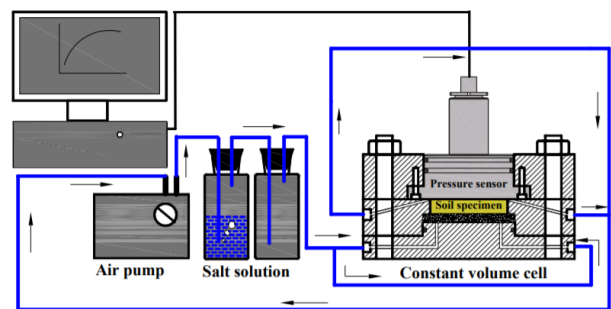 Pressure sensor
Soil specimen
Air pump
Salt solution
Constant volume cell